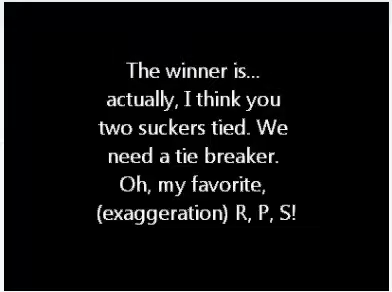 The winner is...
actually, I think you
two suckers tied. We
need a tie breaker.
Oh, my favorite,
(exaggeration) R, P, S!